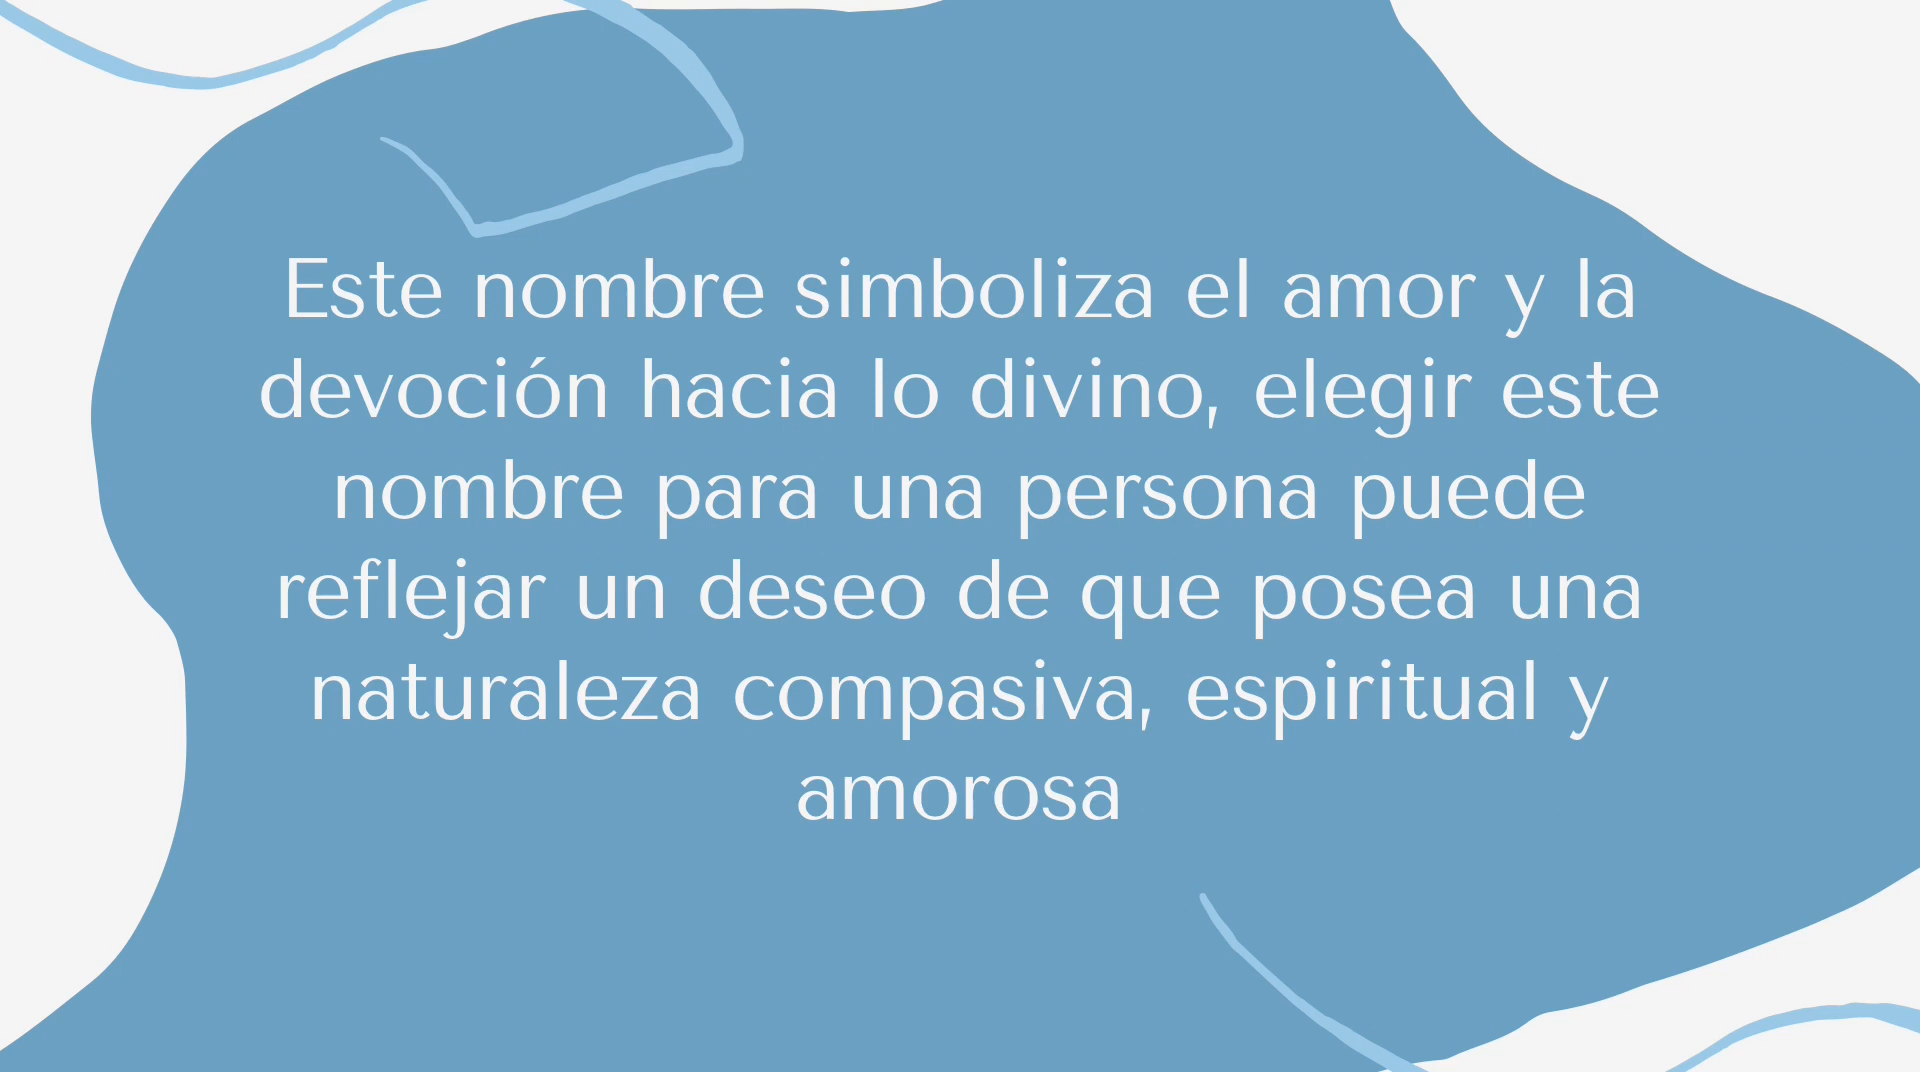 Este nombre simboliza el amor y la
devoción hacia lo divino, elegir este
nombre para una persona puede
reflejar un deseo de que posea una
naturaleza compasiva, espiritual y
amorosa